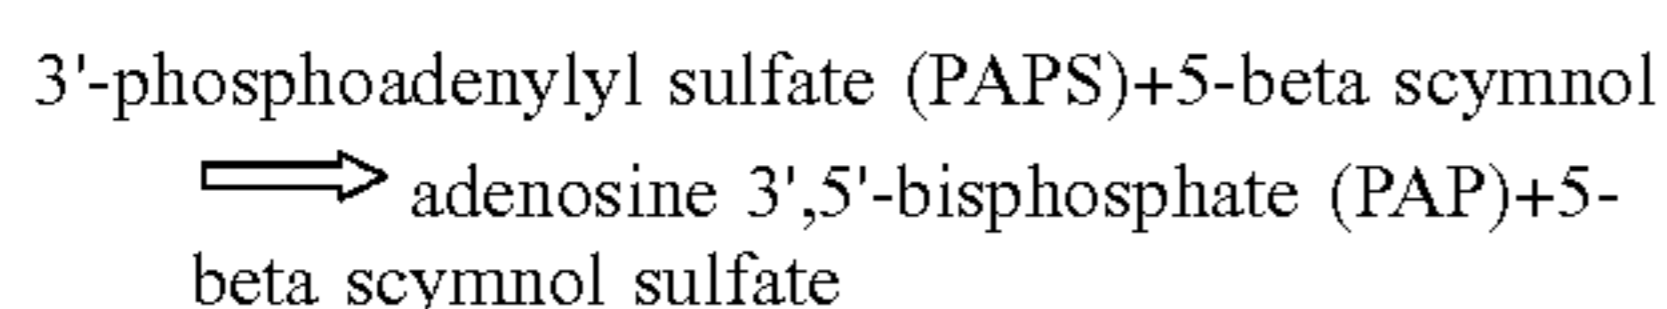 3'-phosphoadenylyl sulfate (PAPS)+5-beta scymnol
⇒ adenosine 3',5'-bisphosphate (PAP)+5-
beta scymnol sulfate